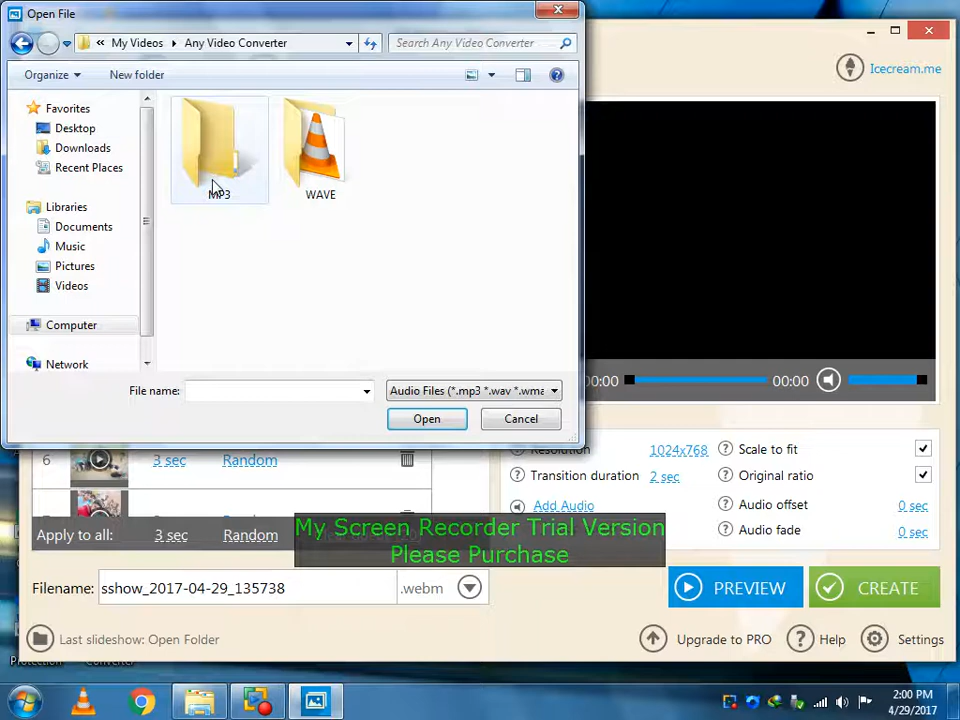 Open File
« My Videos Any Video Converter
Search Any Video Converter
Organize New folder
Favorites
Desktop
Downloads
Recent Places
Libraries
Documents
Music
Pictures
Videos
Computer
Network
MP3
WAVE
File name:
Audio Files (*.mp3 *.wav *.wma
Open Cancel
Icecream.me
00:00 00:00
6 3 sec Random
Resolution 1024x768
Scale to fit
Transition duration 2 sec
Original ratio
Add Audio
Audio offset 0 sec
Audio fade 0 sec
Apply to all: 3 sec Random
My Screen Recorder Trial Version
Please Purchase
Filename: sshow_2017-04-29_135738 .webm
PREVIEW CREATE
Last slideshow: Open Folder
Upgrade to PRO Help Settings
2:00 PM
4/29/2017